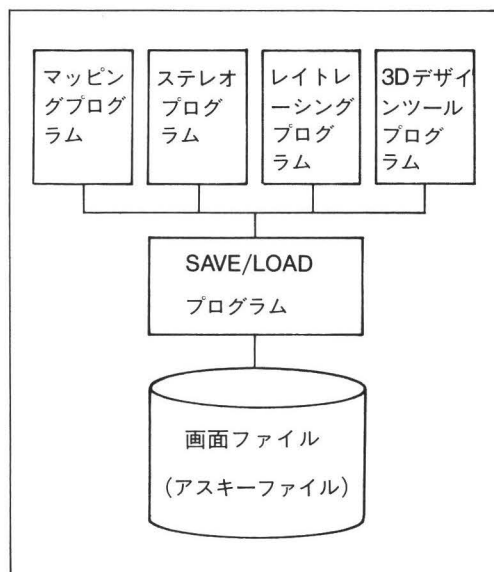 マッピン
グプログ
ラム
ステレオ
プログ
ラム
レイトレ
ーシング
プログ
ラム
3Dデザイ
ンツール
プログ
ラム
SAVE/LOAD
プログラム
画面ファイル
(アスキーファイル)